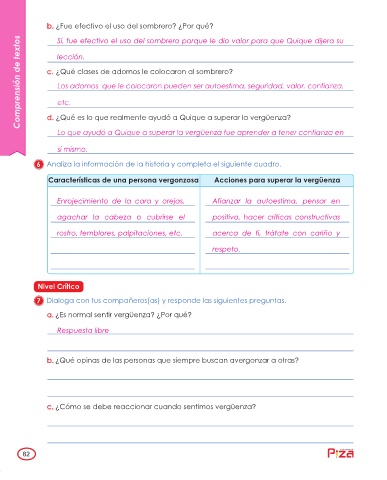 b. ¿Fue efectivo el uso del sombrero? ¿Por qué?
Sí, fue efectivo el uso del sombrero porque le dio valor para que Quique dijera su
lección.
c. ¿Qué clases de adornos le colocaron al sombrero?
Los adornos que le colocaron pueden ser autoestima, seguridad, valor, confianza,
etc.
d. ¿Qué es lo que realmente ayudó a Quique a superar la vergüenza?
Lo que ayudó a Quique a superar la vergüenza fue aprender a tener confianza en
sí mismo.
Comprensión de textos
6 Analiza la información de la historia y completa el siguiente cuadro.
Características de una persona vergonzosa
Enrojecimiento de la cara y orejas,
agachar la cabeza o cubrirse el
rostro, temblores, palpitaciones, etc.
Acciones para superar la vergüenza
Afianzar la autoestima, pensar en
positivo, hacer críticas constructivas
acerca de ti, trátate con cariño y
respeto.
Nivel Crítico
7 Dialoga con tus compañeros(as) y responde las siguientes preguntas.
a. ¿Es normal sentir vergüenza? ¿Por qué?
Respuesta libre
b. ¿Qué opinas de las personas que siempre buscan avergonzar a otras?
c. ¿Cómo se debe reaccionar cuando sentimos vergüenza?
62